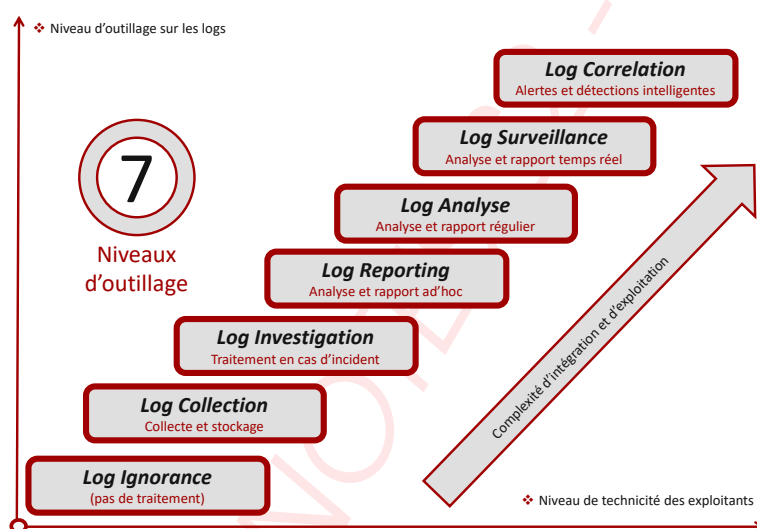 ❖ Niveau d'outillage sur les logs
Log Correlation
Alertes et détections intelligentes
Log Surveillance
Analyse et rapport temps réel
7
Niveaux
d'outillage
Log Analyse
Analyse et rapport régulier
Log Reporting
Analyse et rapport ad'hoc
Log Investigation
Traitement en cas d'incident
Log Collection
Collecte et stockage
Log Ignorance
(pas de traitement)
Complexité d'intégration et d'exploitation
❖ Niveau de technicité des exploitants